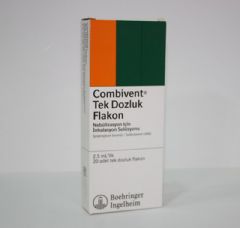 Combivent®
Tek Dozluk
Flakon
Nebülizasyon için
İnhalasyon Solüsyonu
2.5 mL'lik
20 adet tek dozluk flakon
Boehringer
Ingelheim